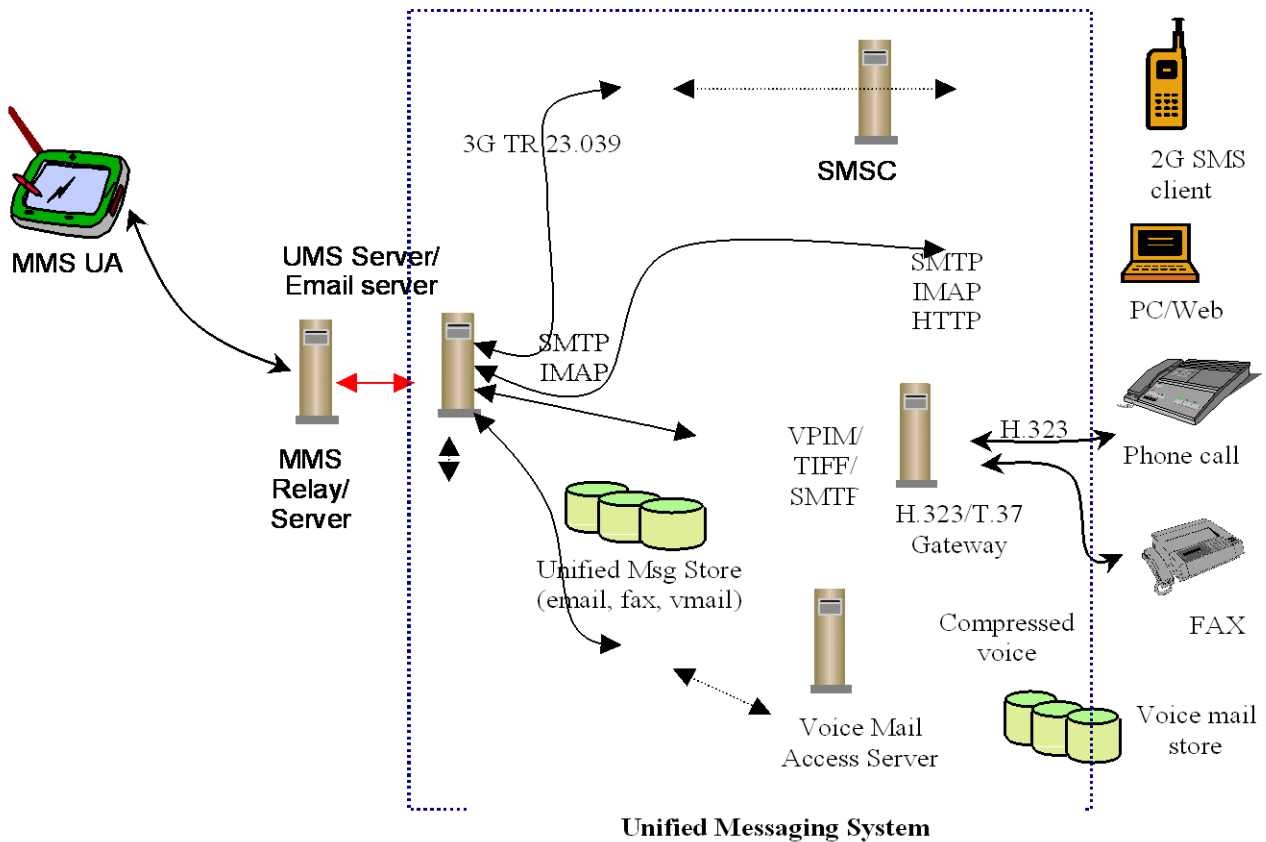 3G TR 23.039
SMSC
2G SMS
client
MMS UA
UMS Server/
Email server
SMTP
IMAP
HTTP
PC/Web
SMTP
IMAP
MMS
Relay/
Server
VPIM/
TIFF/
SMTP
H.323
Phone call
H.323/T.37
Gateway
Unified Msg Store
(email, fax, vmail)
FAX
Compressed
voice
Voice Mail
Access Server
Voice mail
store
Unified Messaging System